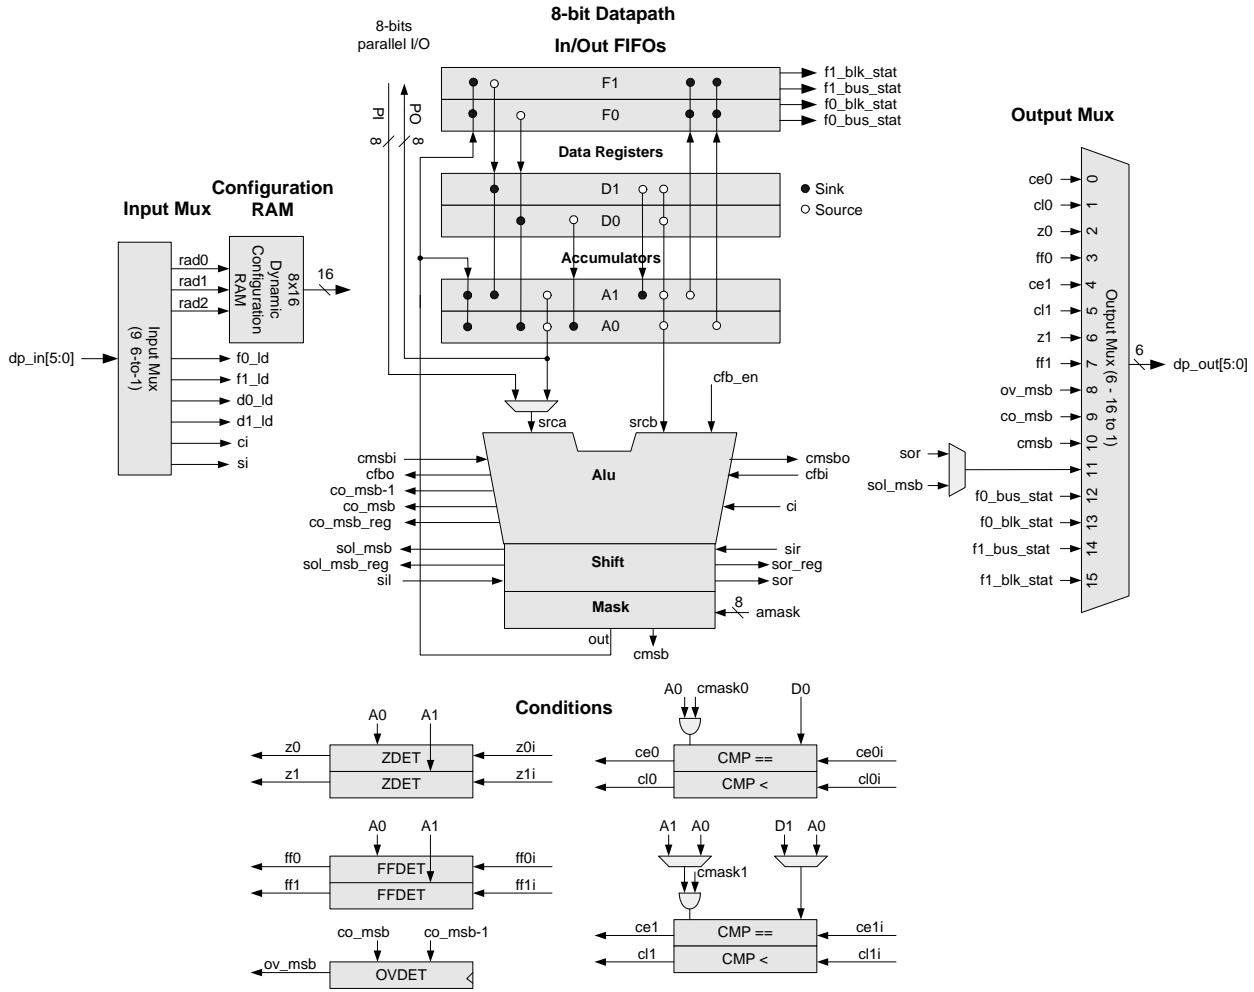 8-bit Datapath
8-bits
parallel I/O
In/Out FIFOs
PI
PO
8
8
F1
F0
f1_blk_stat
f1_bus_stat
f0_blk_stat
f0_bus_stat
Data Registers
D1
D0
Sink
Source
Accumulators
A1
A0
Input Mux
Configuration
RAM
dp_in[5:0]
Input Mux
(9 6-to-1)
rad0
rad1
rad2
8x16
Dynamic
Configuration
RAM
16
f0_ld
f1_ld
d0_ld
d1_ld
ci
si
cfb_en
srca
srcb
Alu
cmsbi
cfbo
co_msb-1
co_msb
co_msb_reg
cmsbo
cfbi
ci
sol_msb
sol_msb_reg
sil
Shift
sir
sor_reg
sor
Mask
8
amask
out
cmsb
Output Mux
ce0
0
cl0
1
z0
2
ff0
3
ce1
4
cl1
5
z1
6
ff1
7
ov_msb
8
co_msb
9
cmsb
10
sor
sol_msb
11
f0_bus_stat
12
f0_blk_stat
13
f1_bus_stat
14
f1_blk_stat
15
Output Mux (6 - 16 to 1)
6
dp_out[5:0]
Conditions
A0
A1
z0
ZDET
z0i
z1
ZDET
z1i
A0
A1
ff0
FFDET
ff0i
ff1
FFDET
ff1i
co_msb
co_msb-1
ov_msb
OVDET
A0
cmask0
D0
ce0
CMP ==
ce0i
cl0
CMP <
cl0i
A1
A0
D1
A0
cmask1
ce1
CMP ==
ce1i
cl1
CMP <
cl1i